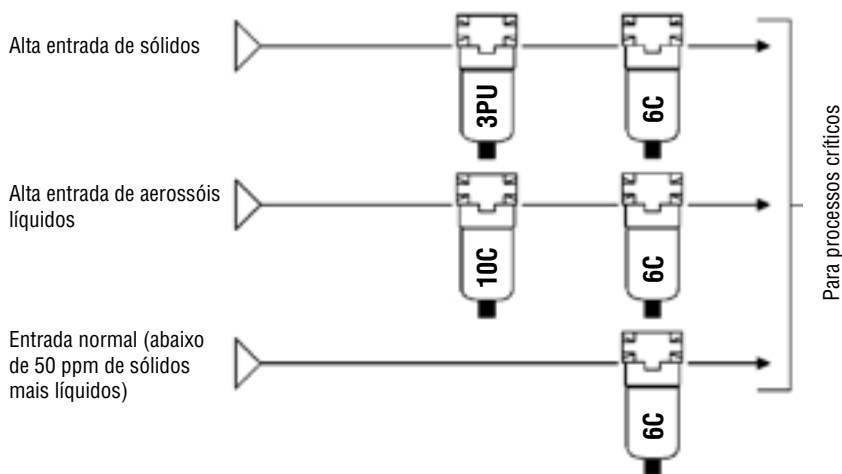 Alta entrada de sólidos
3PU
6C
Alta entrada de aerossóis
líquidos
10C
6C
Entrada normal (abaixo
de 50 ppm de sólidos
mais líquidos)
6C
Para processos críticos